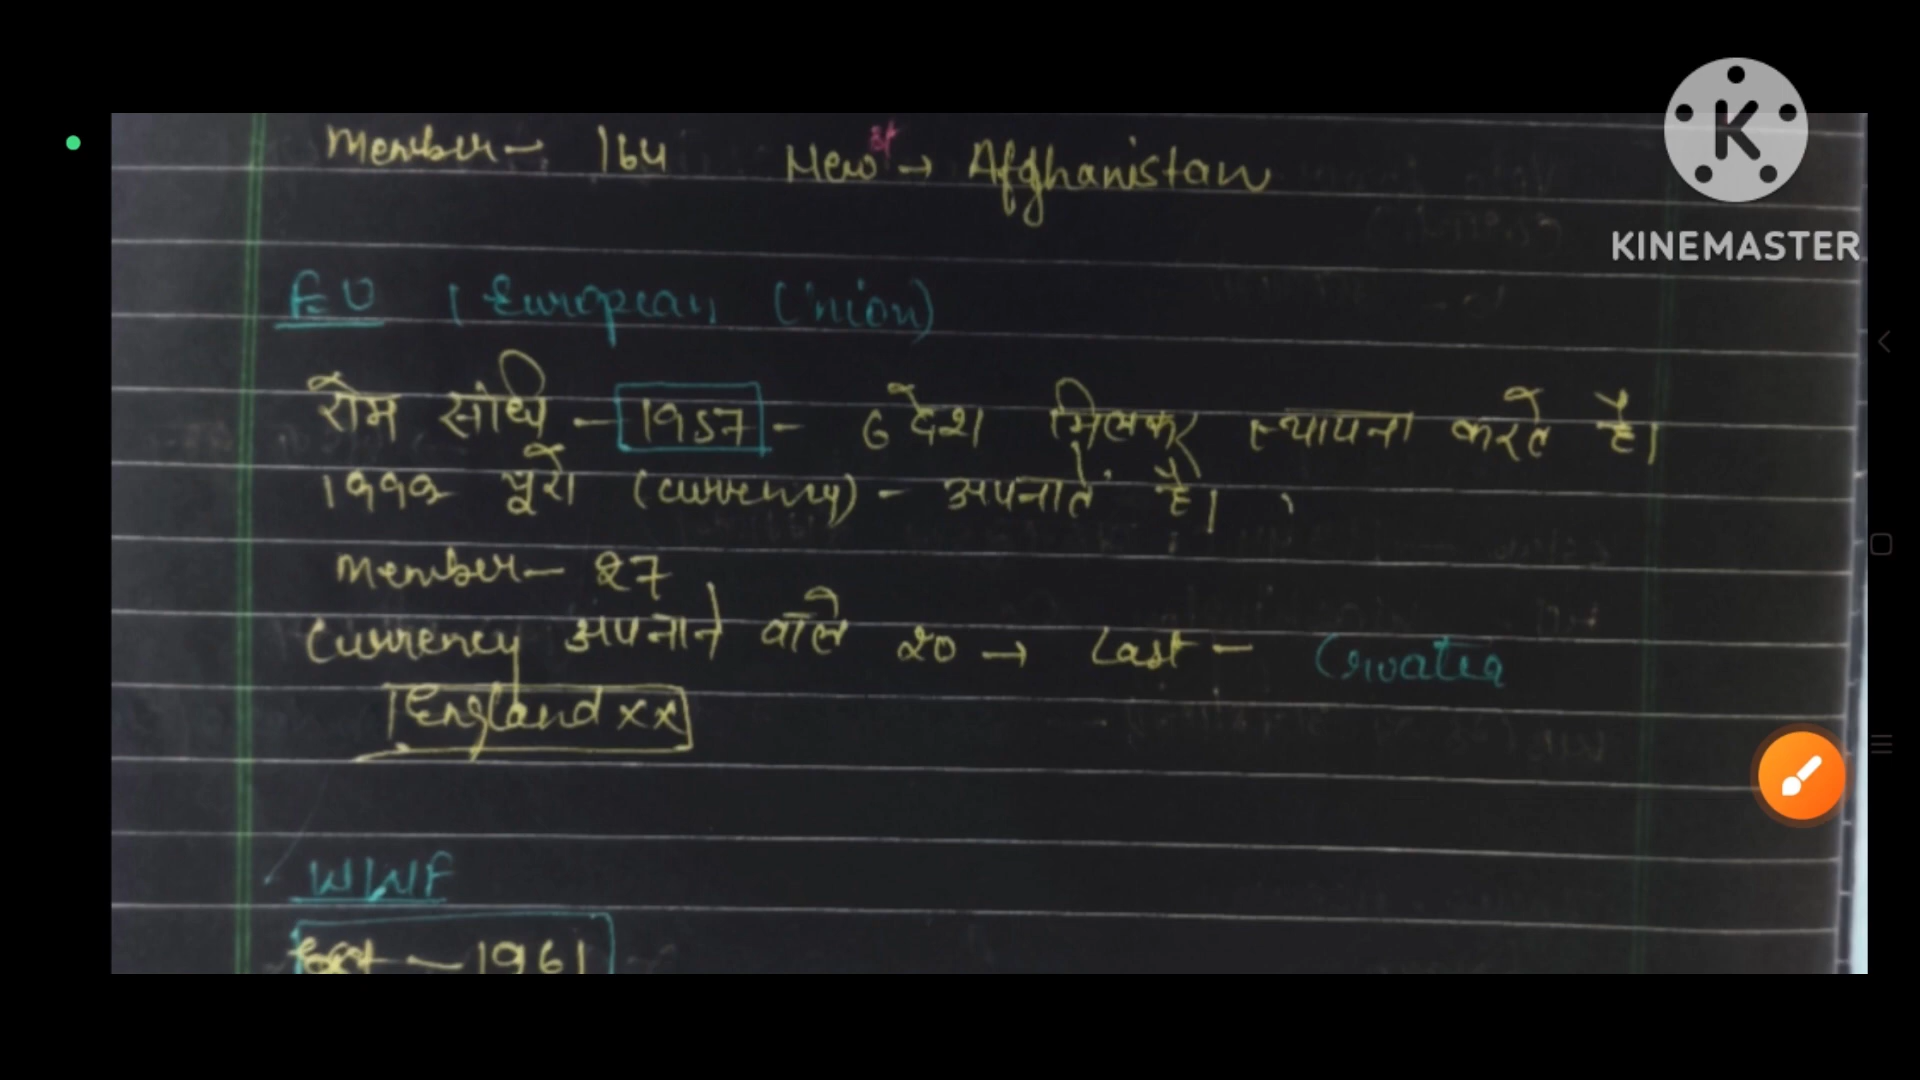 Member - 164 New → Afghanistan
KINEMASTER
EU (European Union)
रोम संधि - 1957 - 6 देश मिलकर स्थापना करते है।
1999 यूरो (currency) - अपनाते है।
Member - 27
Currency अपनाने वाले 20 → Last - Croatia
England xx
WWF
Est - 1961